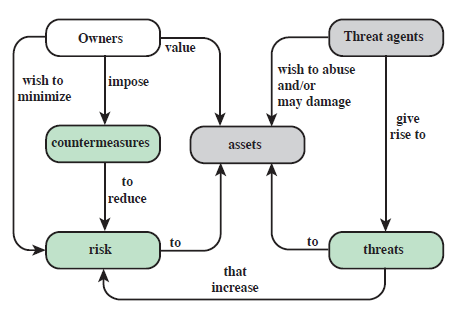 Owners
value
Threat agents
wish to
minimize
impose
wish to abuse
and/or
may damage
give
rise to
countermeasures
assets
to
reduce
risk
to
to
threats
that
increase